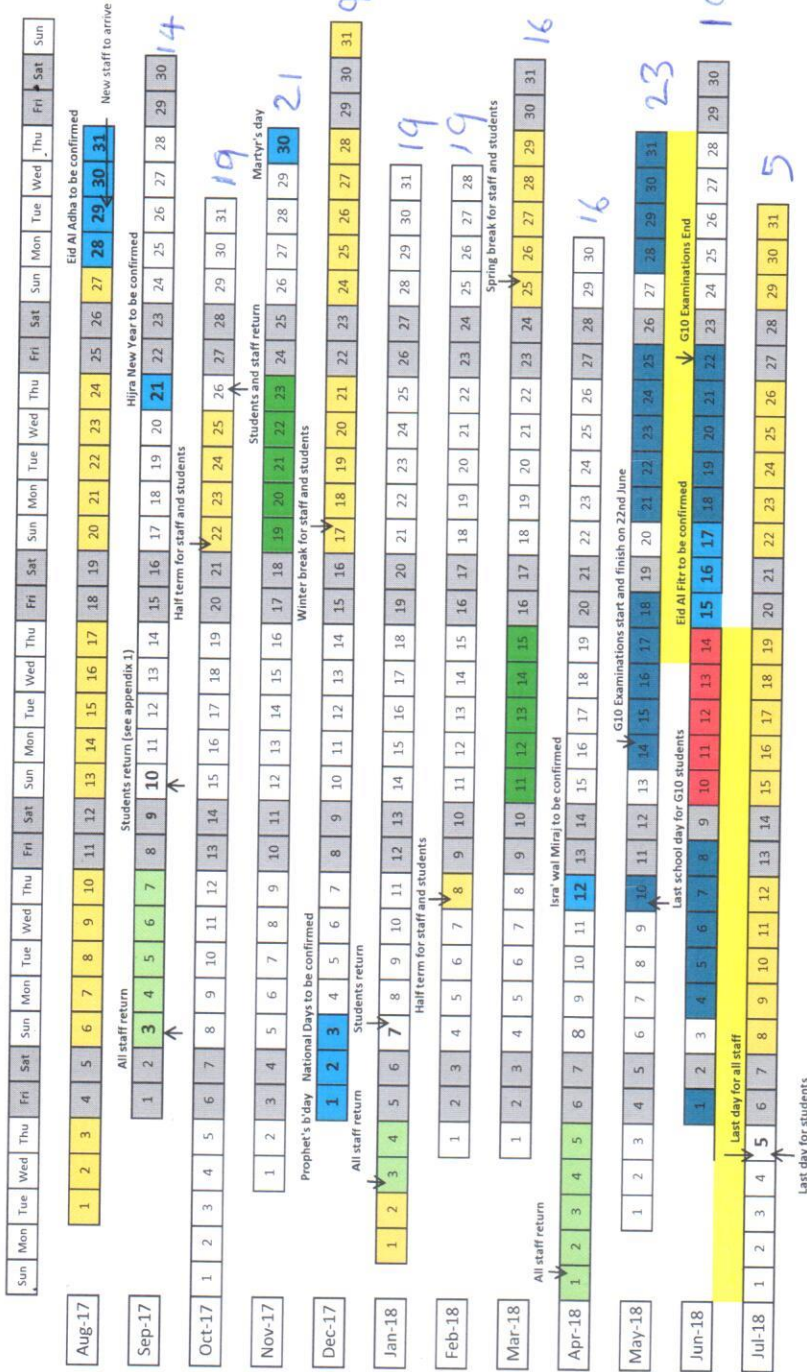 Sun Mon Tue Wed Thu Fri Sat Sun Mon Tue Wed Thu Fri Sat Sun Mon Tue Wed Thu Fri Sat Sun Mon Tue Wed Thu Fri Sat Sun Mon Tue Wed Thu Fri Sat Sun
Eid Al Adha to be confirmed
Aug-17 1 2 3 4 5 6 7 8 9 10 11 12 13 14 15 16 17 18 19 20 21 22 23 24 25 26 27 28 29 30 31
New staff to arrive
All staff return Students return (see appendix 1) Hijra New Year to be confirmed
Sep-17 1 2 3 4 5 6 7 8 9 10 11 12 13 14 15 16 17 18 19 20 21 22 23 24 25 26 27 28 29 30 14
Half term for staff and students
Oct-17 1 2 3 4 5 6 7 8 9 10 11 12 13 14 15 16 17 18 19 20 21 22 23 24 25 26 27 28 29 30 31 19
Students and staff return Martyr's day
Nov-17 1 2 3 4 5 6 7 8 9 10 11 12 13 14 15 16 17 18 19 20 21 22 23 24 25 26 27 28 29 30 21
Prophet's b'day National Days to be confirmed Winter break for staff and students
Dec-17 1 2 3 4 5 6 7 8 9 10 11 12 13 14 15 16 17 18 19 20 21 22 23 24 25 26 27 28 29 30 31
All staff return Students return
Jan-18 1 2 3 4 5 6 7 8 9 10 11 12 13 14 15 16 17 18 19 20 21 22 23 24 25 26 27 28 29 30 31 19
Half term for staff and students
Feb-18 1 2 3 4 5 6 7 8 9 10 11 12 13 14 15 16 17 18 19 20 21 22 23 24 25 26 27 28 19
Spring break for staff and students
Mar-18 1 2 3 4 5 6 7 8 9 10 11 12 13 14 15 16 17 18 19 20 21 22 23 24 25 26 27 28 29 30 31 16
All staff return Isra' wal Miraj to be confirmed
Apr-18 1 2 3 4 5 6 7 8 9 10 11 12 13 14 15 16 17 18 19 20 21 22 23 24 25 26 27 28 29 30 16
G10 Examinations start and finish on 22nd June
May-18 1 2 3 4 5 6 7 8 9 10 11 12 13 14 15 16 17 18 19 20 21 22 23 24 25 26 27 28 29 30 31 23
Last school day for G10 students Eid Al Fitr to be confirmed G10 Examinations End
Jun-18 1 2 3 4 5 6 7 8 9 10 11 12 13 14 15 16 17 18 19 20 21 22 23 24 25 26 27 28 29 30
Last day for all staff
Jul-18 1 2 3 4 5 6 7 8 9 10 11 12 13 14 15 16 17 18 19 20 21 22 23 24 25 26 27 28 29 30 31 5
Last day for students